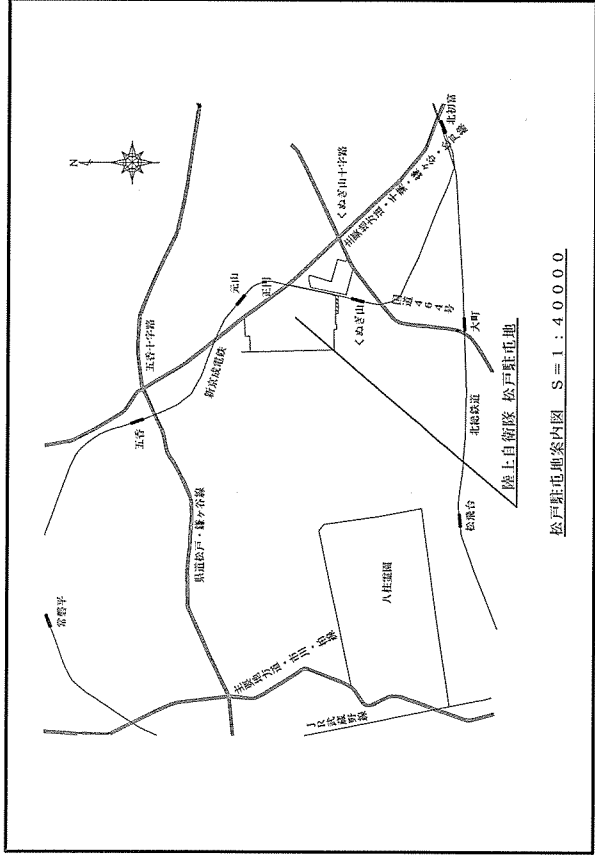 N
五香十字路
元山
正門
五香
新京成電鉄
くぬぎ山十字路
主要地方道・千葉・鎌ヶ谷・松戸線
北初富
国道464号
くぬぎ山
大町
県道松戸・鎌ヶ谷線
常磐平
主要地方道・市川・柏線
JR武蔵野線
八柱霊園
松飛台
北総鉄道
陸上自衛隊 松戸駐屯地
松戸駐屯地案内図 S=1:40000